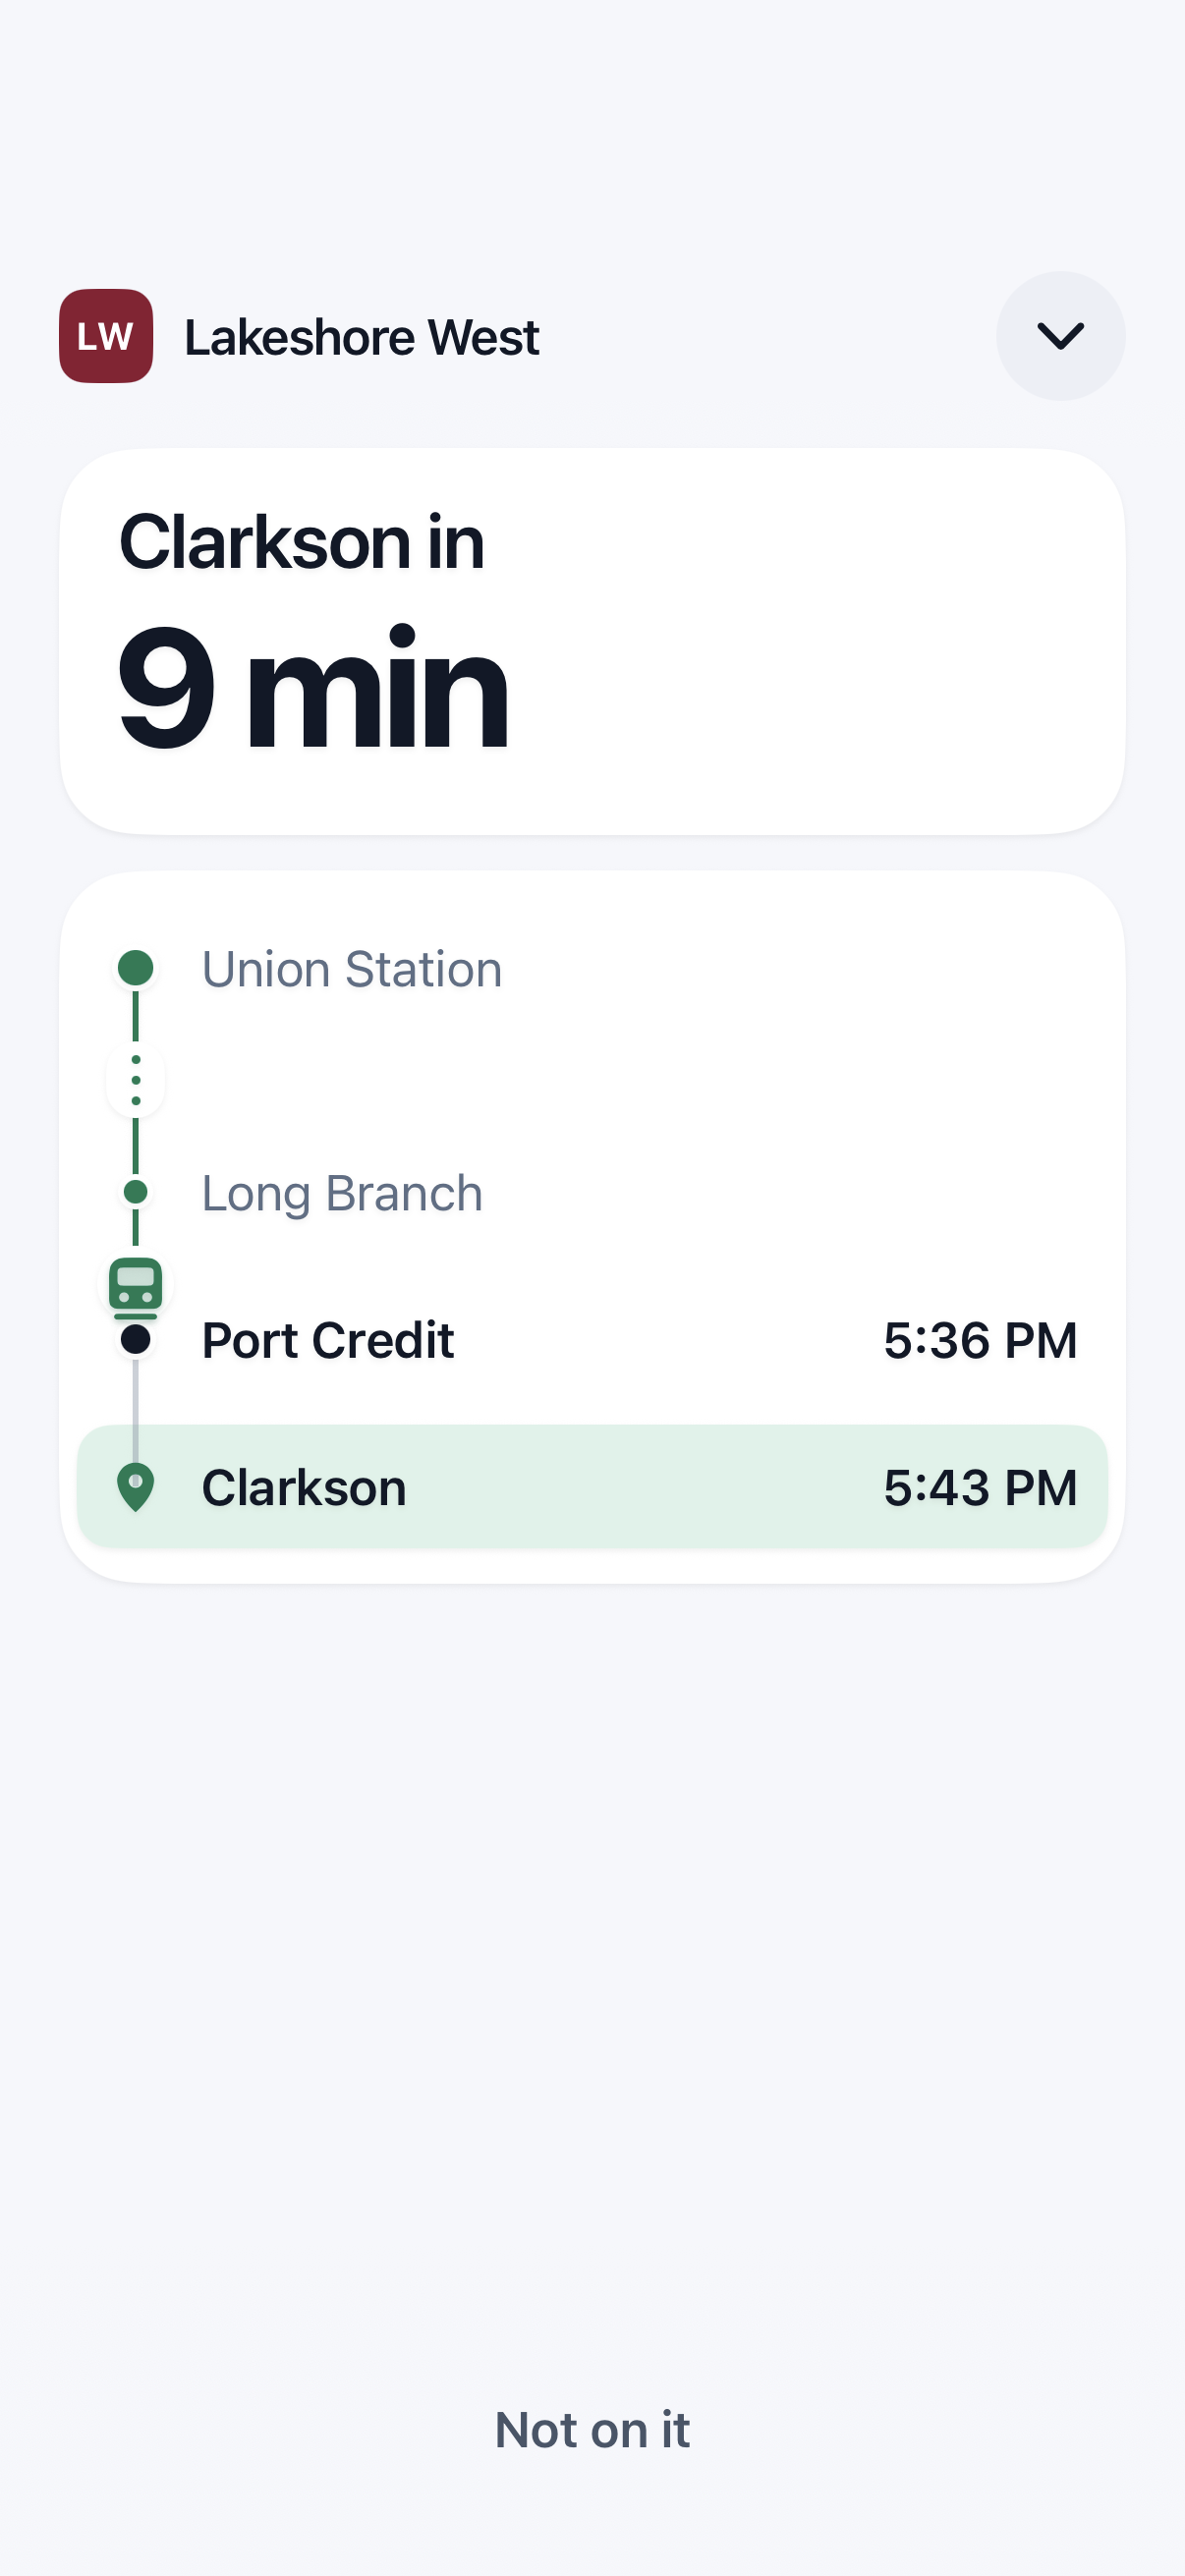 LW Lakeshore West
Clarkson in
9 min
Union Station
Long Branch
Port Credit 5:36 PM
Clarkson 5:43 PM
Not on it